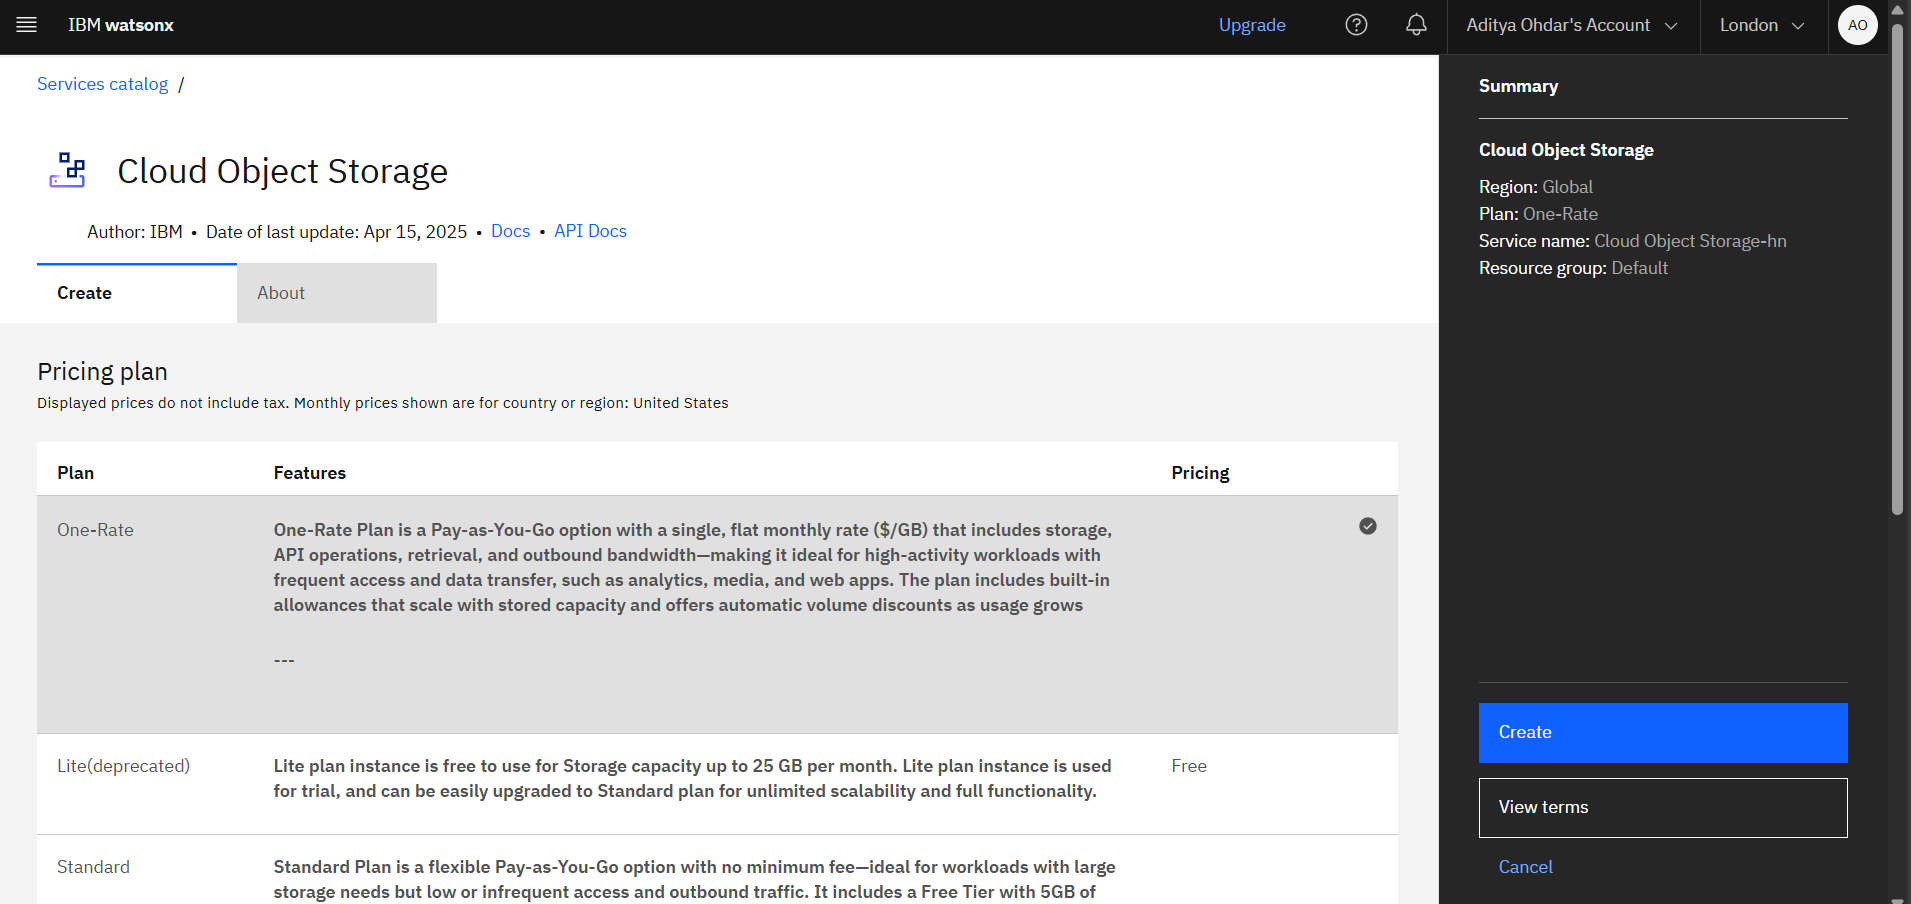 IBM watsonx
Upgrade
Aditya Ohdar's Account
London
AO
Services catalog /
Cloud Object Storage
Author: IBM • Date of last update: Apr 15, 2025 • Docs • API Docs
Create
About
Pricing plan
Displayed prices do not include tax. Monthly prices shown are for country or region: United States
Plan Features Pricing
One-Rate
One-Rate Plan is a Pay-as-You-Go option with a single, flat monthly rate ($/GB) that includes storage,
API operations, retrieval, and outbound bandwidth—making it ideal for high-activity workloads with
frequent access and data transfer, such as analytics, media, and web apps. The plan includes built-in
allowances that scale with stored capacity and offers automatic volume discounts as usage grows
---
Lite(deprecated)
Lite plan instance is free to use for Storage capacity up to 25 GB per month. Lite plan instance is used
for trial, and can be easily upgraded to Standard plan for unlimited scalability and full functionality.
Free
Standard
Standard Plan is a flexible Pay-as-You-Go option with no minimum fee—ideal for workloads with large
storage needs but low or infrequent access and outbound traffic. It includes a Free Tier with 5GB of
Summary
Cloud Object Storage
Region: Global
Plan: One-Rate
Service name: Cloud Object Storage-hn
Resource group: Default
Create
View terms
Cancel